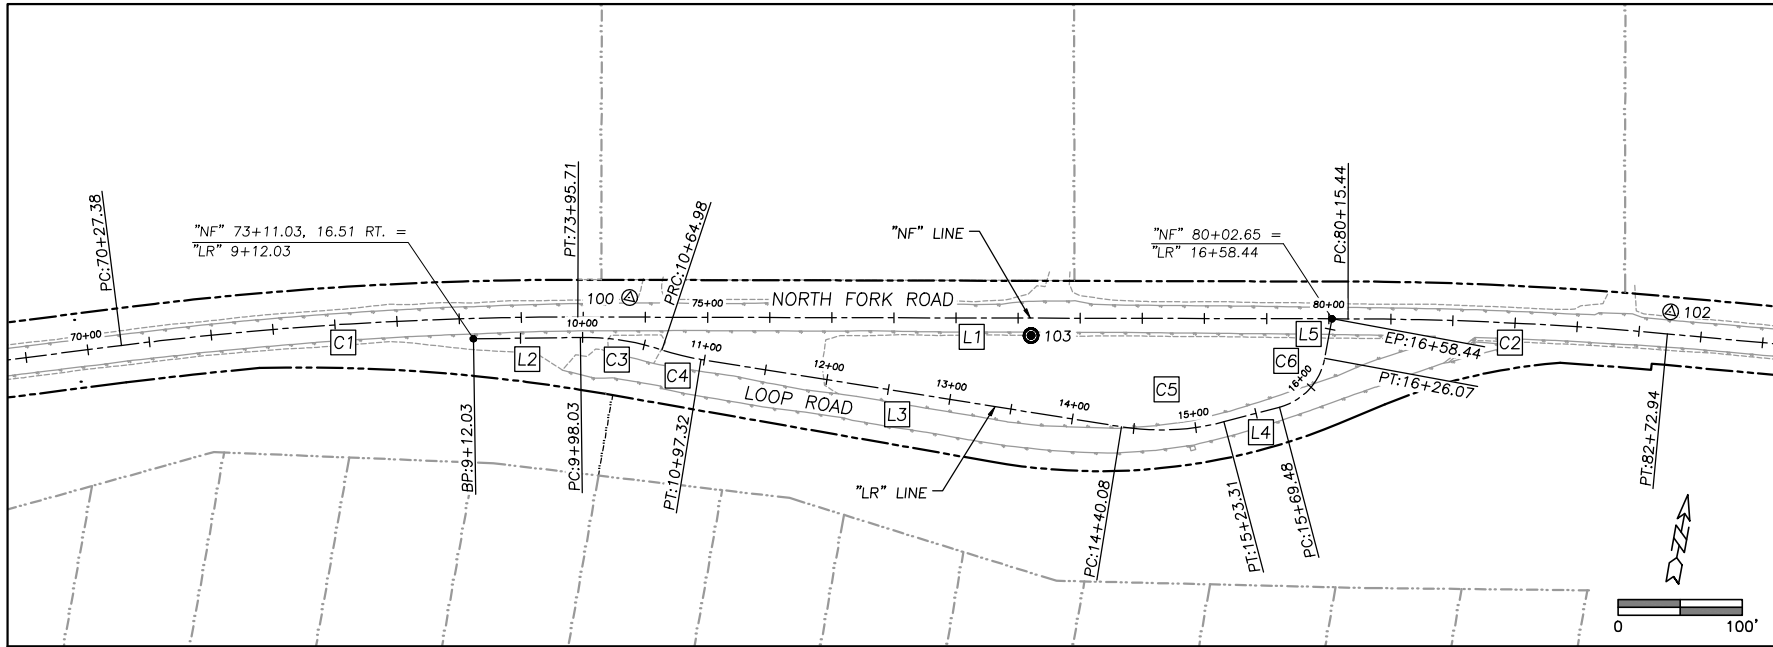 PC:70+27.38
"NF" 73+11.03, 16.51 RT. =
"LR" 9+12.03
PT:73+95.71
100
PRC:10+64.98
"NF" LINE
"NF" 80+02.65 =
"LR" 16+58.44
PC:80+15.44
75+00
NORTH FORK ROAD
80+00
102
70+00
C1
10+00
L1
103
L5
EP:16+58.44
C2
L2
C3
11+00
C4
12+00
13+00
C6
PT:16+26.07
16+00
LOOP ROAD
L3
14+00
C5
15+00
L4
BP:9+12.03
PC:9+98.03
PT:10+97.32
"LR" LINE
PC:14+40.08
PT:15+23.31
PC:15+69.48
PT:82+72.94
0 100'